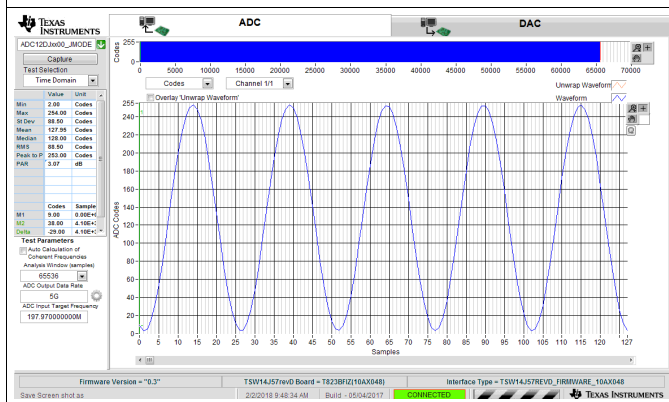 TEXAS INSTRUMENTS
ADC
DAC
ADC12DJxx00_JMODE
Capture
Test Selection
Time Domain
Value Unit
Min 2.00 Codes
Max 254.00 Codes
St Dev 88.50 Codes
Mean 127.95 Codes
Median 128.00 Codes
RMS 88.50 Codes
Peak to P 253.00 Codes
PAR 3.07 dB
Codes Sample
M1 9.00 0.00E+
M2 38.00 4.10E+
Delta -29.00 4.10E+
Test Parameters
Auto Calculation of
Coherent Frequencies
Analysis Window (samples)
65536
ADC Output Data
Rate
5G
ADC Input Target Frequency
197.970000000M
Codes
255
0
0 5000 10000 15000 20000 25000 30000 35000 40000 45000 50000 55000 60000 65000 70000
Codes
Channel 1/1
Unwrap Waveform
Overlay 'Unwrap Waveform'
Waveform
ADC Codes
255
240
220
200
180
160
140
120
100
80
60
40
20
0
0 5 10 15 20 25 30 35 40 45 50 55 60 65 70 75 80 85 90 95 100 105 110 115 120 127
Samples
Firmware Version = "0.3"
TSW14J57revD Board = T823BFIZ(10AX048)
Interface Type = TSW14J57REVD_FIRMWARE_10AX048
Save Screen shot as
2/2/2018 9:48:34 AM
Build - 05/04/2017
CONNECTED
TEXAS INSTRUMENTS